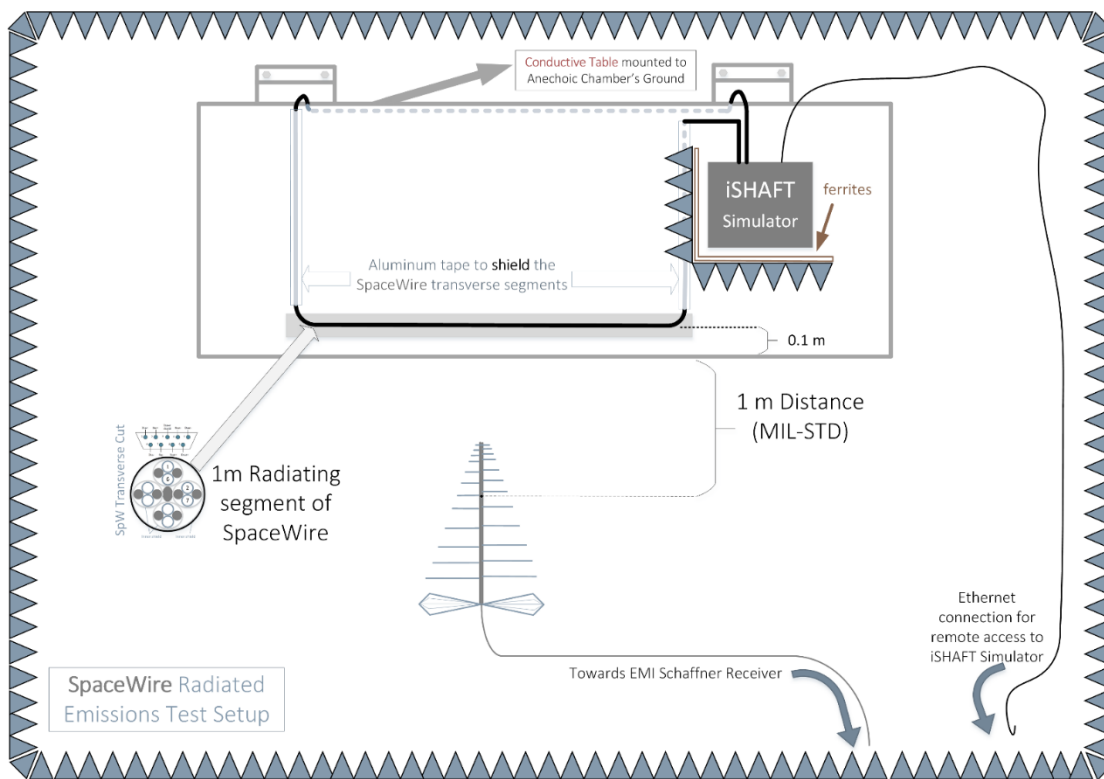 Conductive Table mounted to
Anechoic Chamber's Ground
iSHAFT
Simulator
ferrites
Aluminum tape to shield the
SpaceWire transverse segments
0.1 m
1 m Distance
(MIL-STD)
SpW Transverse Cut
1m Radiating
segment of
SpaceWire
Ethernet
connection for
remote access to
iSHAFT Simulator
Towards EMI Schaffner Receiver
SpaceWire Radiated
Emissions Test Setup